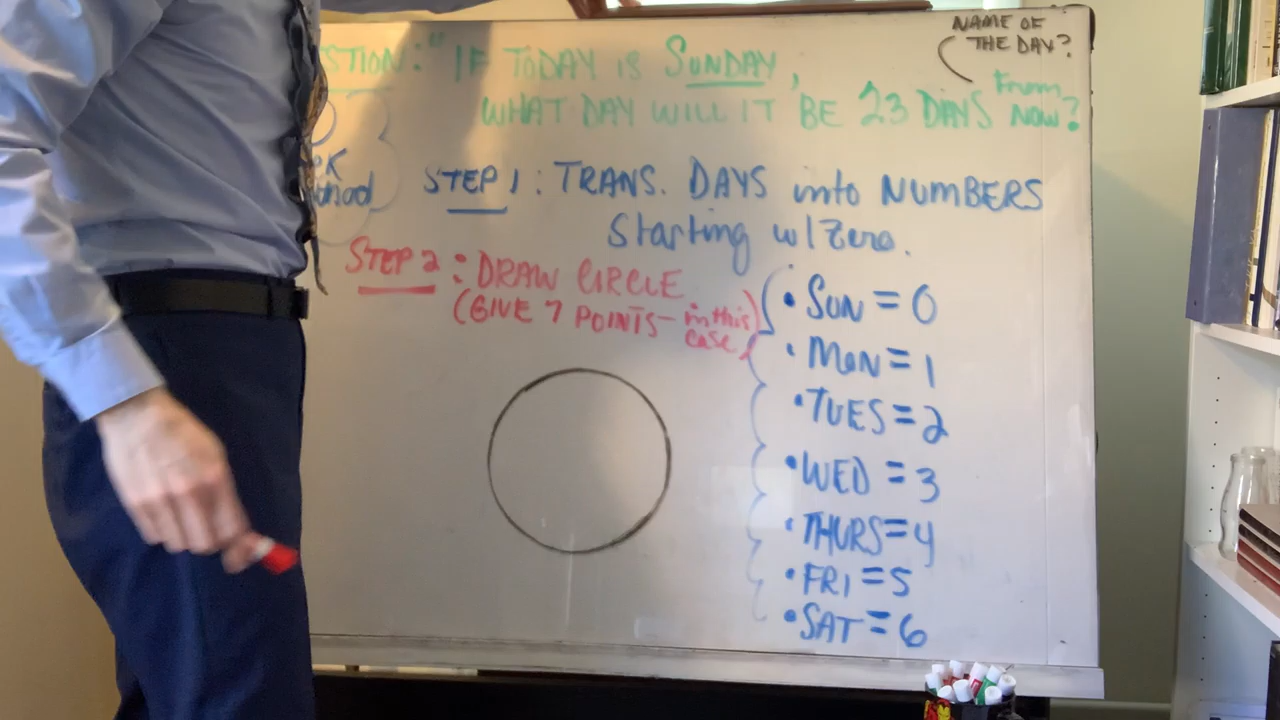 STION: "IF TODAY IS SUNDAY,
WHAT DAY WILL IT BE 23 DAYS From NOW?
NAME OF
THE DAY?
STEP 1: TRANS. DAYS into NUMBERS
Starting w/Zero.
STEP 2: DRAW CIRCLE
(GIVE 7 POINTS- in this
case)
• SUN = 0
• MON = 1
• TUES = 2
• WED = 3
• THURS = 4
• FRI = 5
• SAT = 6